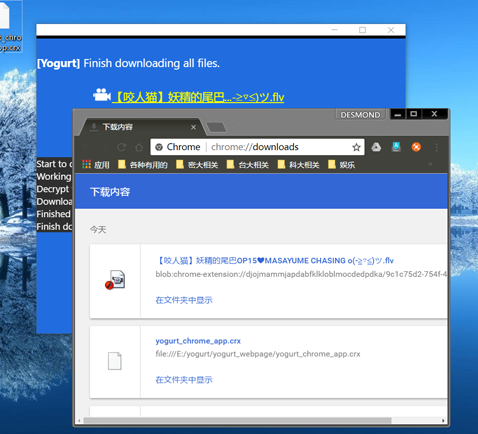 _chro
pp.crx
[Yogurt] Finish downloading all files.
【咬人猫】妖精的尾巴...-≥▿≤)ツ.flv
DESMOND
下载内容
Chrome | chrome://downloads
应用 各种有用的 密大相关 台大相关 科大相关 娱乐
Start to d
Working
Decrypt
Downloa
Finished
Finish do
下载内容
今天
【咬人猫】妖精的尾巴OP15♥MASAYUME CHASING o(-≥▿≤)ツ.flv
blob:chrome-extension://djojmammjapdabfklkloblmocdedpdka/9c1c75d2-754f-4
在文件夹中显示
yogurt_chrome_app.crx
file:///E:/yogurt/yogurt_webpage/yogurt_chrome_app.crx
在文件夹中显示